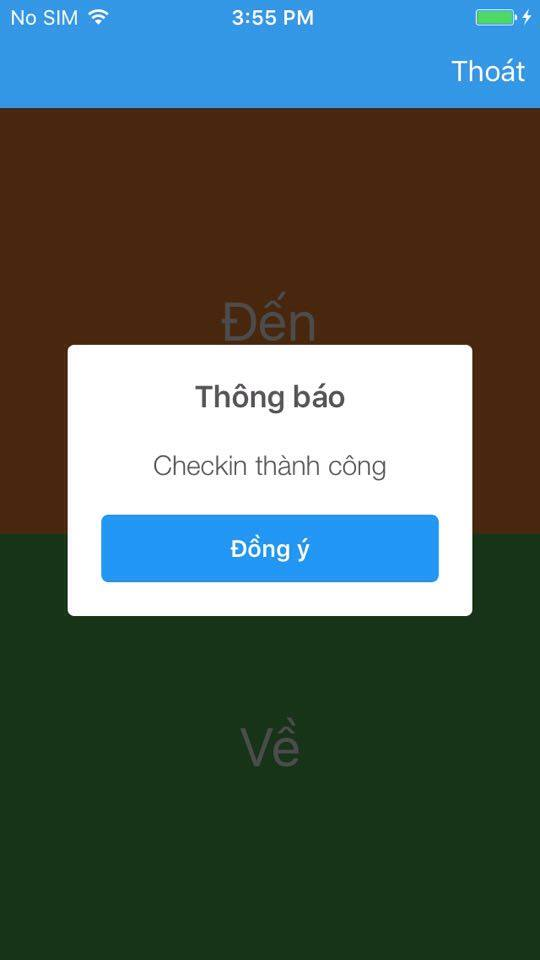 No SIM 3:55 PM
Thoát
Đến
Thông báo
Checkin thành công
Đồng ý
Về